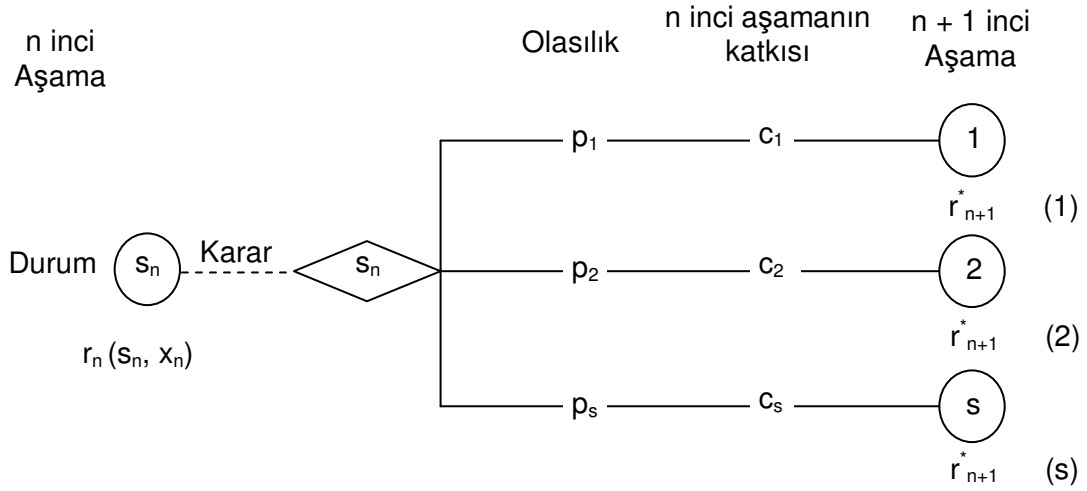 n inci
Aşama
Olasılık
n inci aşamanın
katkısı
n + 1 inci
Aşama
p1 c1 1
r*n+1 (1)
Durum sn Karar sn p2 c2 2
rn (sn, xn)
r*n+1 (2)
ps cs s
r*n+1 (s)